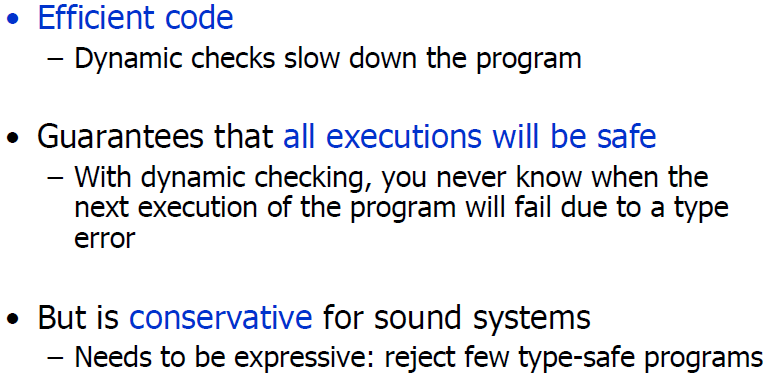 • Efficient code
– Dynamic checks slow down the program
• Guarantees that all executions will be safe
– With dynamic checking, you never know when the
next execution of the program will fail due to a type
error
• But is conservative for sound systems
– Needs to be expressive: reject few type-safe programs